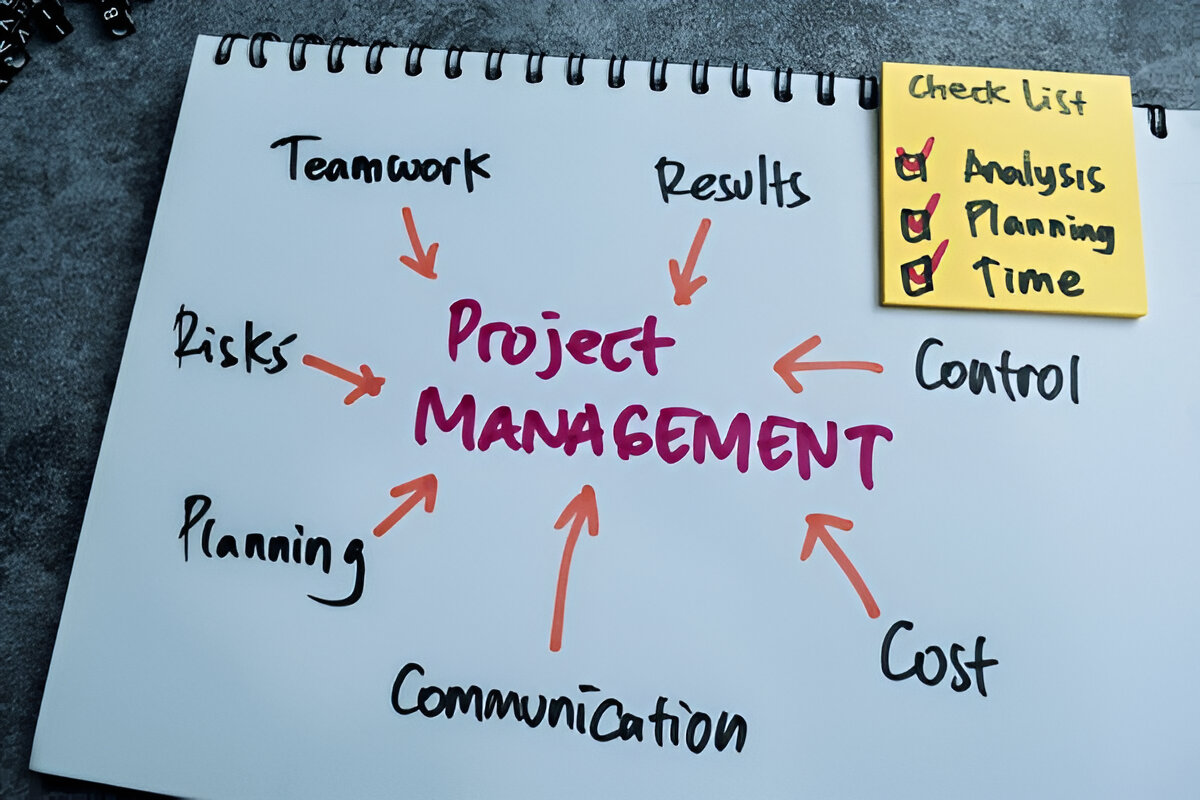 Check List
Analysis
Planning
Time
Teamwork
Results
Risks
Project
MANAGEMENT
Control
Planning
Communication
Cost